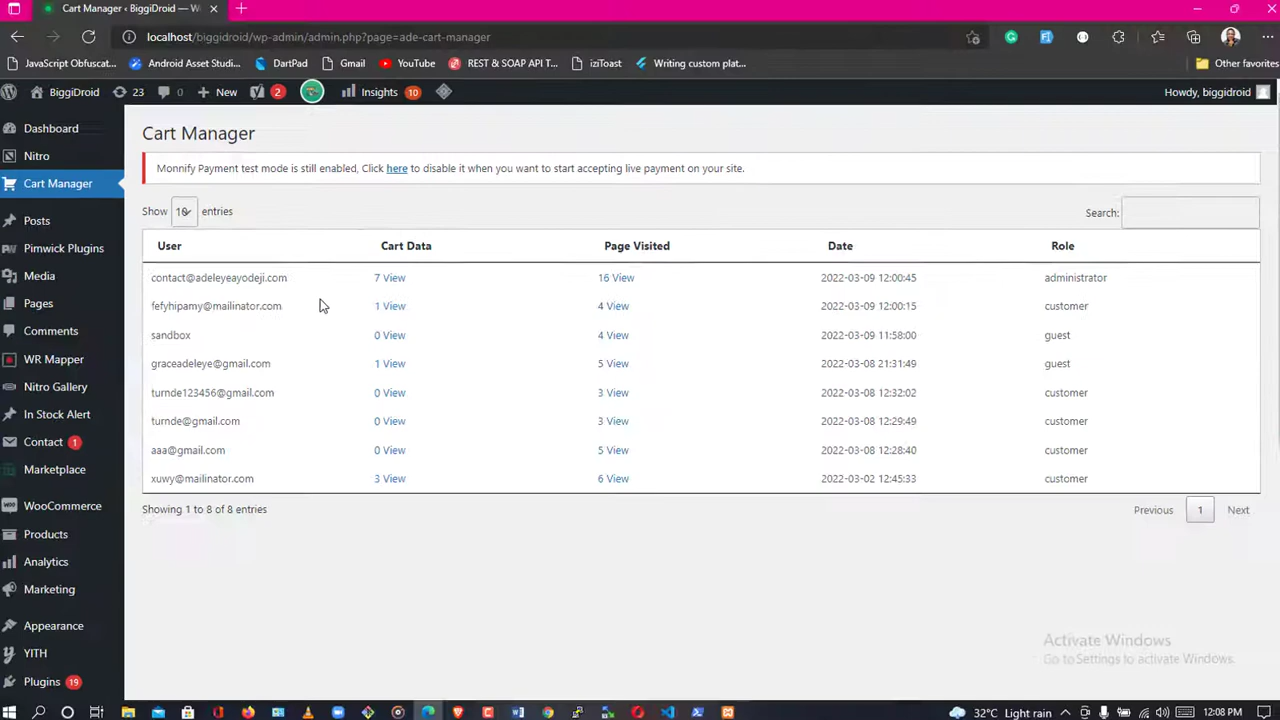 Cart Manager ‹ BiggiDroid — W
localhost/biggidroid/wp-admin/admin.php?page=ade-cart-manager
JavaScript Obfuscat... Android Asset Studi... DartPad Gmail YouTube REST & SOAP API T... iziToast Writing custom plat... Other favorites
BiggiDroid 23 0 New 2 Insights 10 Howdy, biggidroid
Dashboard
Nitro
Cart Manager
Posts
Pimwick Plugins
Media
Pages
Comments
WR Mapper
Nitro Gallery
In Stock Alert
Contact 1
Marketplace
WooCommerce
Products
Analytics
Marketing
Appearance
YITH
Plugins 19
Cart Manager
Monnify Payment test mode is still enabled, Click here to disable it when you want to start accepting live payment on your site.
Show 10 entries Search:
User Cart Data Page Visited Date Role
contact@adeleyeayodeji.com 7 View 16 View 2022-03-09 12:00:45 administrator
fefyhipamy@mailinator.com 1 View 4 View 2022-03-09 12:00:15 customer
sandbox 0 View 4 View 2022-03-09 11:58:00 guest
graceadeleye@gmail.com 1 View 5 View 2022-03-08 21:31:49 guest
turnde123456@gmail.com 0 View 3 View 2022-03-08 12:32:02 customer
turnde@gmail.com 0 View 3 View 2022-03-08 12:29:49 customer
aaa@gmail.com 0 View 5 View 2022-03-08 12:28:40 customer
xuwy@mailinator.com 3 View 6 View 2022-03-02 12:45:33 customer
Showing 1 to 8 of 8 entries Previous 1 Next
Activate Windows
Go to Settings to activate Windows.
32°C Light rain 12:08 PM